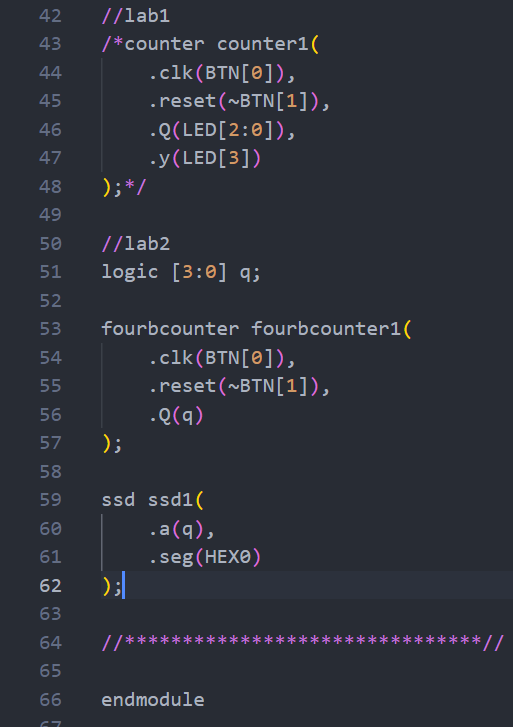 42 //lab1
43 /*counter counter1(
44     .clk(BTN[0]),
45     .reset(~BTN[1]),
46     .Q(LED[2:0]),
47     .y(LED[3])
48 );*/
49
50 //lab2
51 logic [3:0] q;
52
53 fourbcounter fourbcounter1(
54     .clk(BTN[0]),
55     .reset(~BTN[1]),
56     .Q(q)
57 );
58
59 ssd ssd1(
60     .a(q),
61     .seg(HEX0)
62 );
63
64 //*******************************//
65
66 endmodule
67